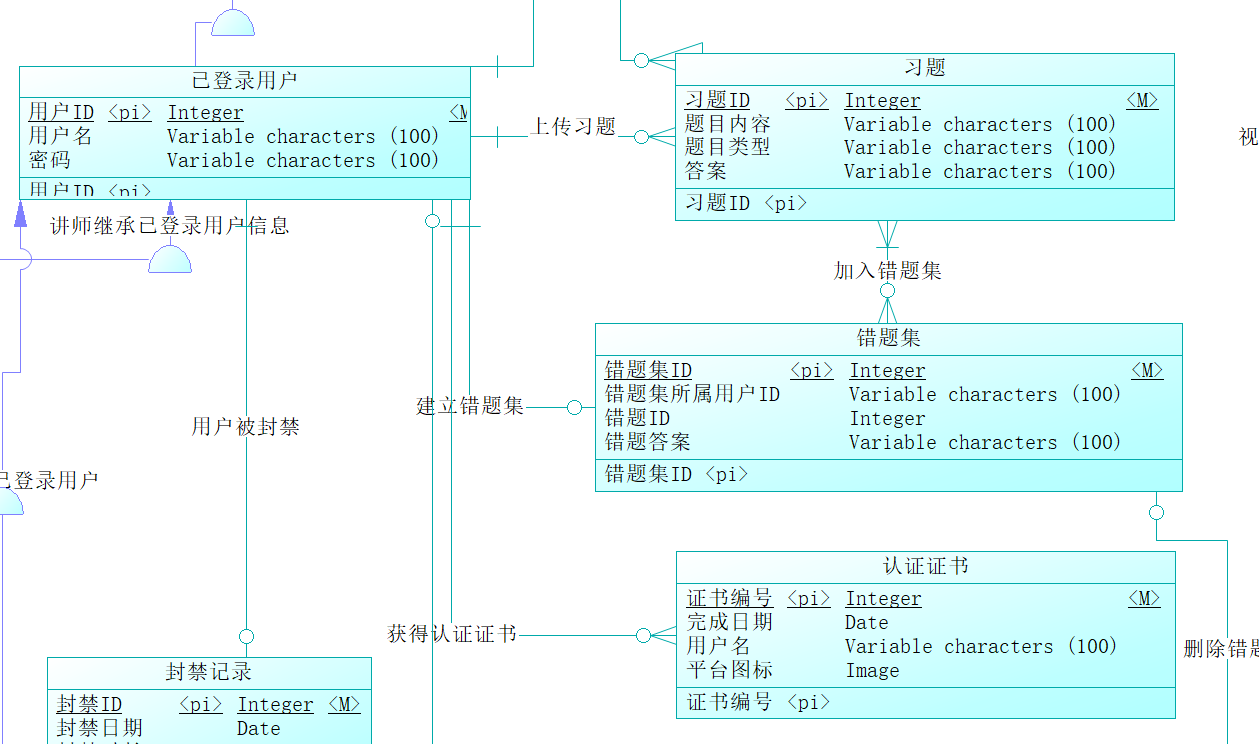 已登录用户
用户ID <pi> Integer
用户名 Variable characters (100)
密码 Variable characters (100)
用户ID <pi>
上传习题
习题
习题ID <pi> Integer <M>
题目内容 Variable characters (100)
题目类型 Variable characters (100)
答案 Variable characters (100)
习题ID <pi>
视
讲师继承已登录用户信息
加入错题集
错题集
错题集ID <pi> Integer <M>
错题集所属用户ID Variable characters (100)
错题ID Integer
错题答案 Variable characters (100)
错题集ID <pi>
建立错题集
用户被封禁
已登录用户
认证证书
证书编号 <pi> Integer <M>
完成日期 Date
用户名 Variable characters (100)
平台图标 Image
证书编号 <pi>
获得认证证书
删除错题
封禁记录
封禁ID <pi> Integer <M>
封禁日期 Date